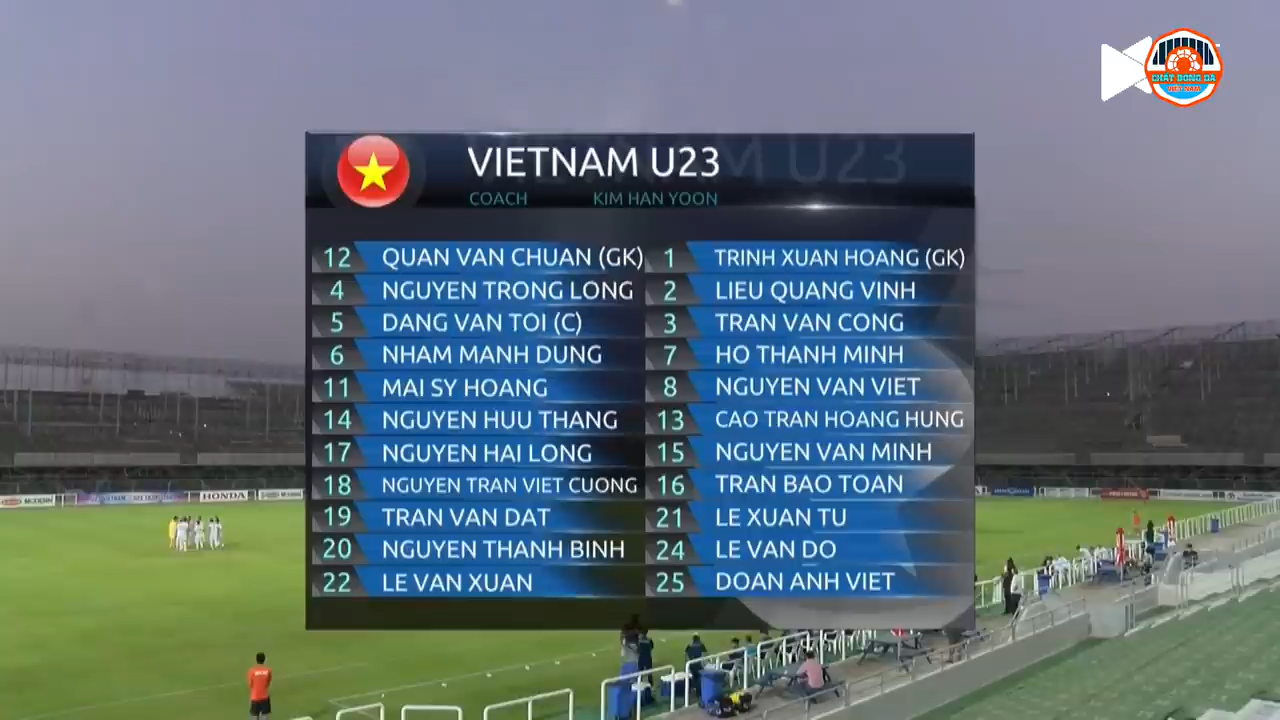 CHẤT BÓNG ĐÁ
VIỆT NAM
VIETNAM U23
COACH KIM HAN YOON
12 QUAN VAN CHUAN (GK)
4 NGUYEN TRONG LONG
5 DANG VAN TOI (C)
6 NHAM MANH DUNG
11 MAI SY HOANG
14 NGUYEN HUU THANG
17 NGUYEN HAI LONG
18 NGUYEN TRAN VIET CUONG
19 TRAN VAN DAT
20 NGUYEN THANH BINH
22 LE VAN XUAN
1 TRINH XUAN HOANG (GK)
2 LIEU QUANG VINH
3 TRAN VAN CONG
7 HO THANH MINH
8 NGUYEN VAN VIET
13 CAO TRAN HOANG HUNG
15 NGUYEN VAN MINH
16 TRAN BAO TOAN
21 LE XUAN TU
24 LE VAN DO
25 DOAN ANH VIET
HONDA